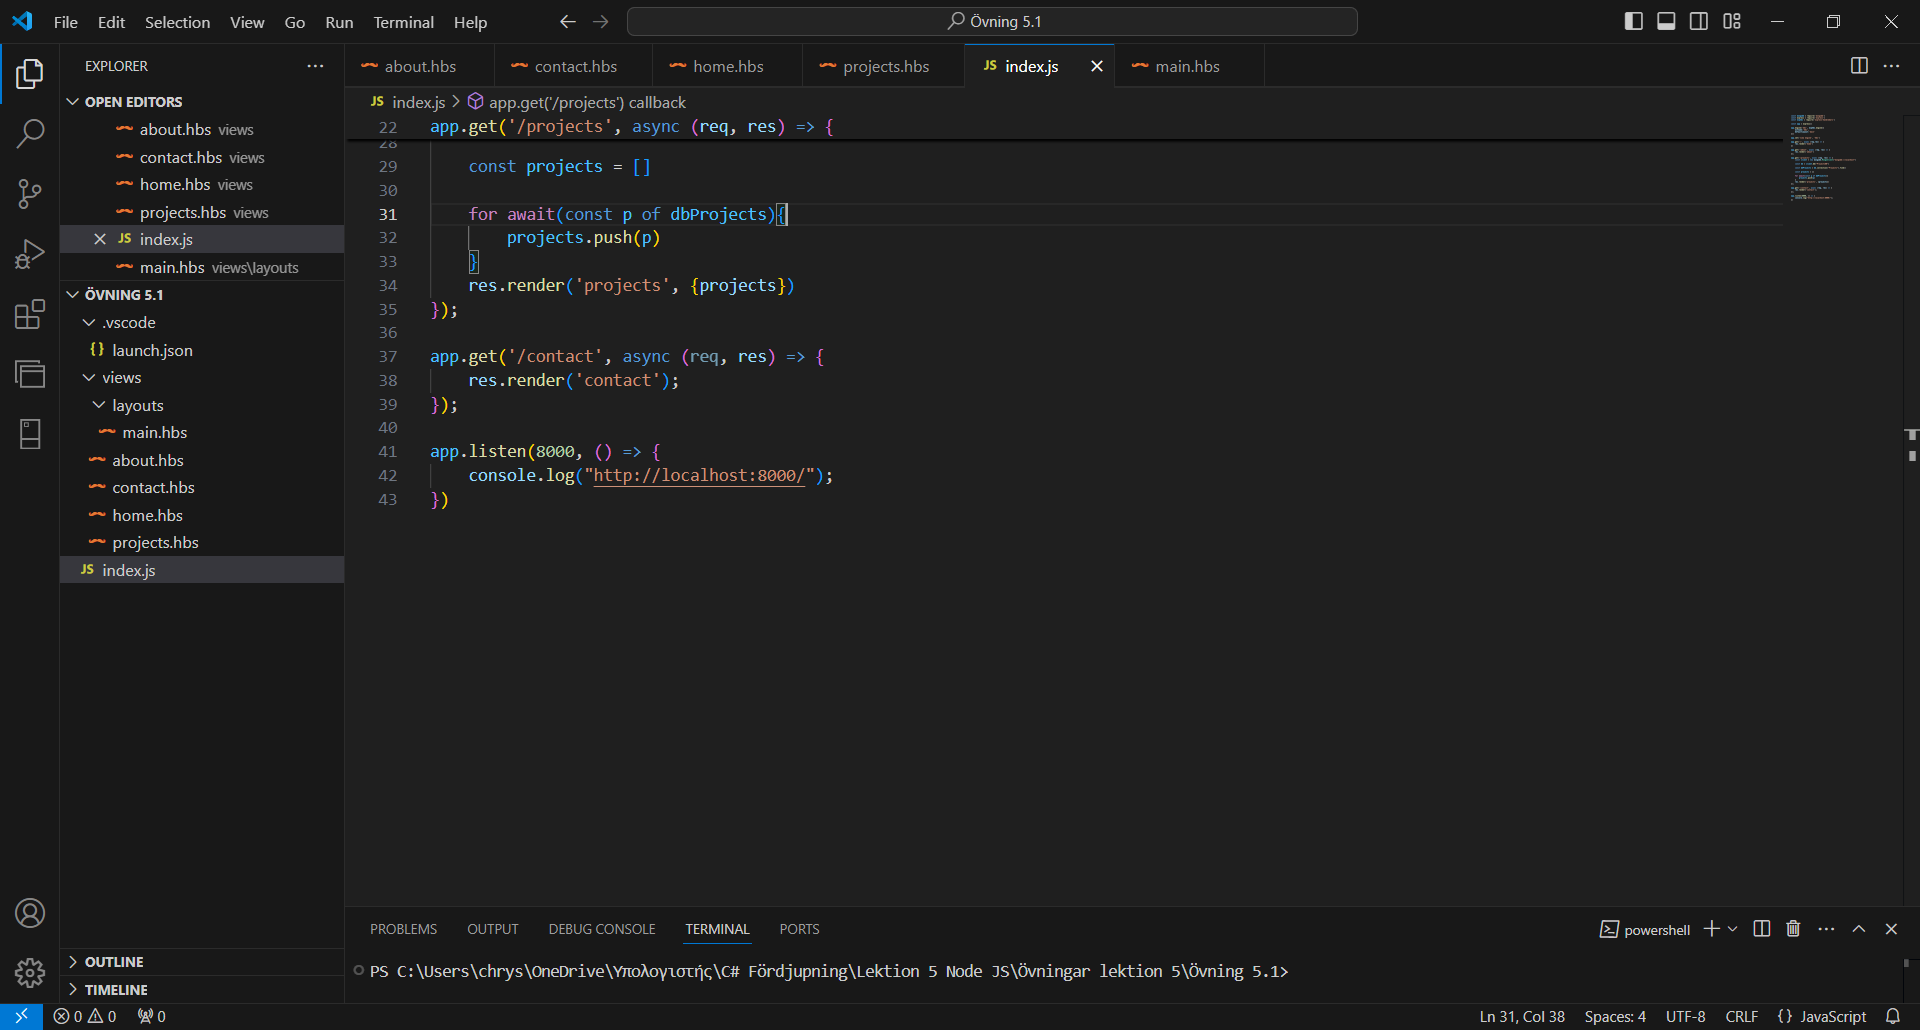 File Edit Selection View Go Run Terminal Help
Övning 5.1
EXPLORER
OPEN EDITORS
about.hbs views
contact.hbs views
home.hbs views
projects.hbs views
JS index.js
main.hbs views\layouts
ÖVNING 5.1
.vscode
{} launch.json
views
layouts
main.hbs
about.hbs
contact.hbs
home.hbs
projects.hbs
JS index.js
OUTLINE
TIMELINE
about.hbs contact.hbs home.hbs projects.hbs JS index.js main.hbs
JS index.js > app.get('/projects') callback
22 app.get('/projects', async (req, res) => {
28
29 const projects = []
30
31 for await(const p of dbProjects){
32 projects.push(p)
33 }
34 res.render('projects', {projects})
35 });
36
37 app.get('/contact', async (req, res) => {
38 res.render('contact');
39 });
40
41 app.listen(8000, () => {
42 console.log("http://localhost:8000/");
43 })
PROBLEMS OUTPUT DEBUG CONSOLE TERMINAL PORTS
powershell
PS C:\Users\chrys\OneDrive\Υπολογιστής\C# Fördjupning\Lektion 5 Node JS\Övningar lektion 5\Övning 5.1>
0 0 0
Ln 31, Col 38 Spaces: 4 UTF-8 CRLF {} JavaScript